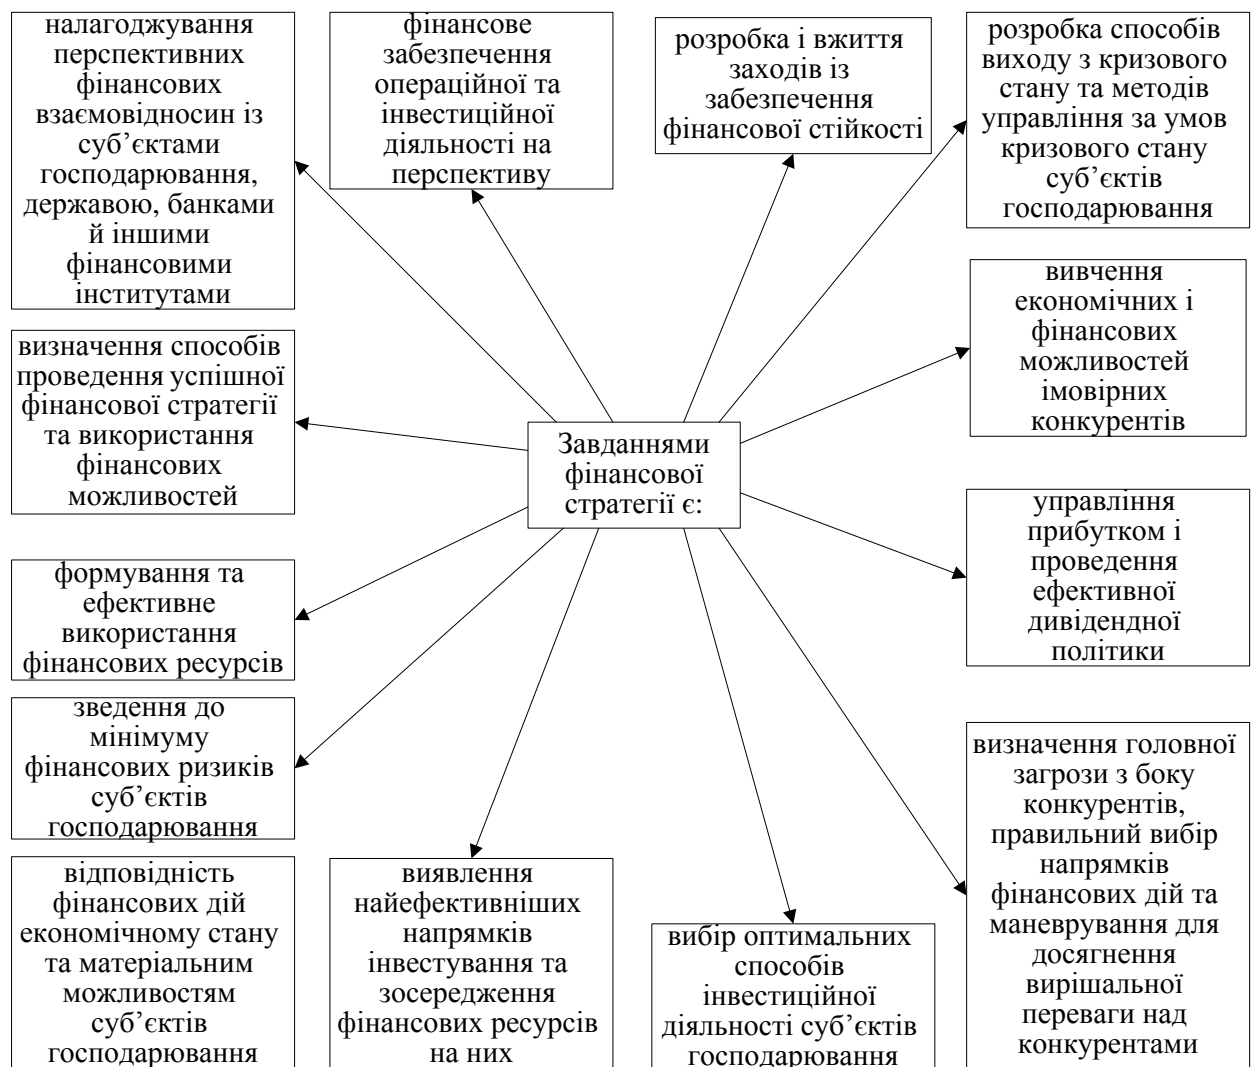 налагоджування
перспективних
фінансових
взаємовідносин із
суб’єктами
господарювання,
державою, банками
й іншими
фінансовими
інститутами
фінансове
забезпечення
операційної та
інвестиційної
діяльності на
перспективу
розробка і вжиття
заходів із
забезпечення
фінансової стійкості
розробка способів
виходу з кризового
стану та методів
управління за умов
кризового стану
суб’єктів
господарювання
вивчення
економічних і
фінансових
можливостей
імовірних
конкурентів
визначення способів
проведення успішної
фінансової стратегії
та використання
фінансових
можливостей
Завданнями
фінансової
стратегії є:
управління
прибутком і
проведення
ефективної
дивідендної
політики
формування та
ефективне
використання
фінансових ресурсів
зведення до
мінімуму
фінансових ризиків
суб’єктів
господарювання
визначення головної
загрози з боку
конкурентів,
правильний вибір
напрямків
фінансових дій та
маневрування для
досягнення
вирішальної
переваги над
конкурентами
відповідність
фінансових дій
економічному стану
та матеріальним
можливостям
суб’єктів
господарювання
виявлення
найефективніших
напрямків
інвестування та
зосередження
фінансових ресурсів
на них
вибір оптимальних
способів
інвестиційної
діяльності суб’єктів
господарювання